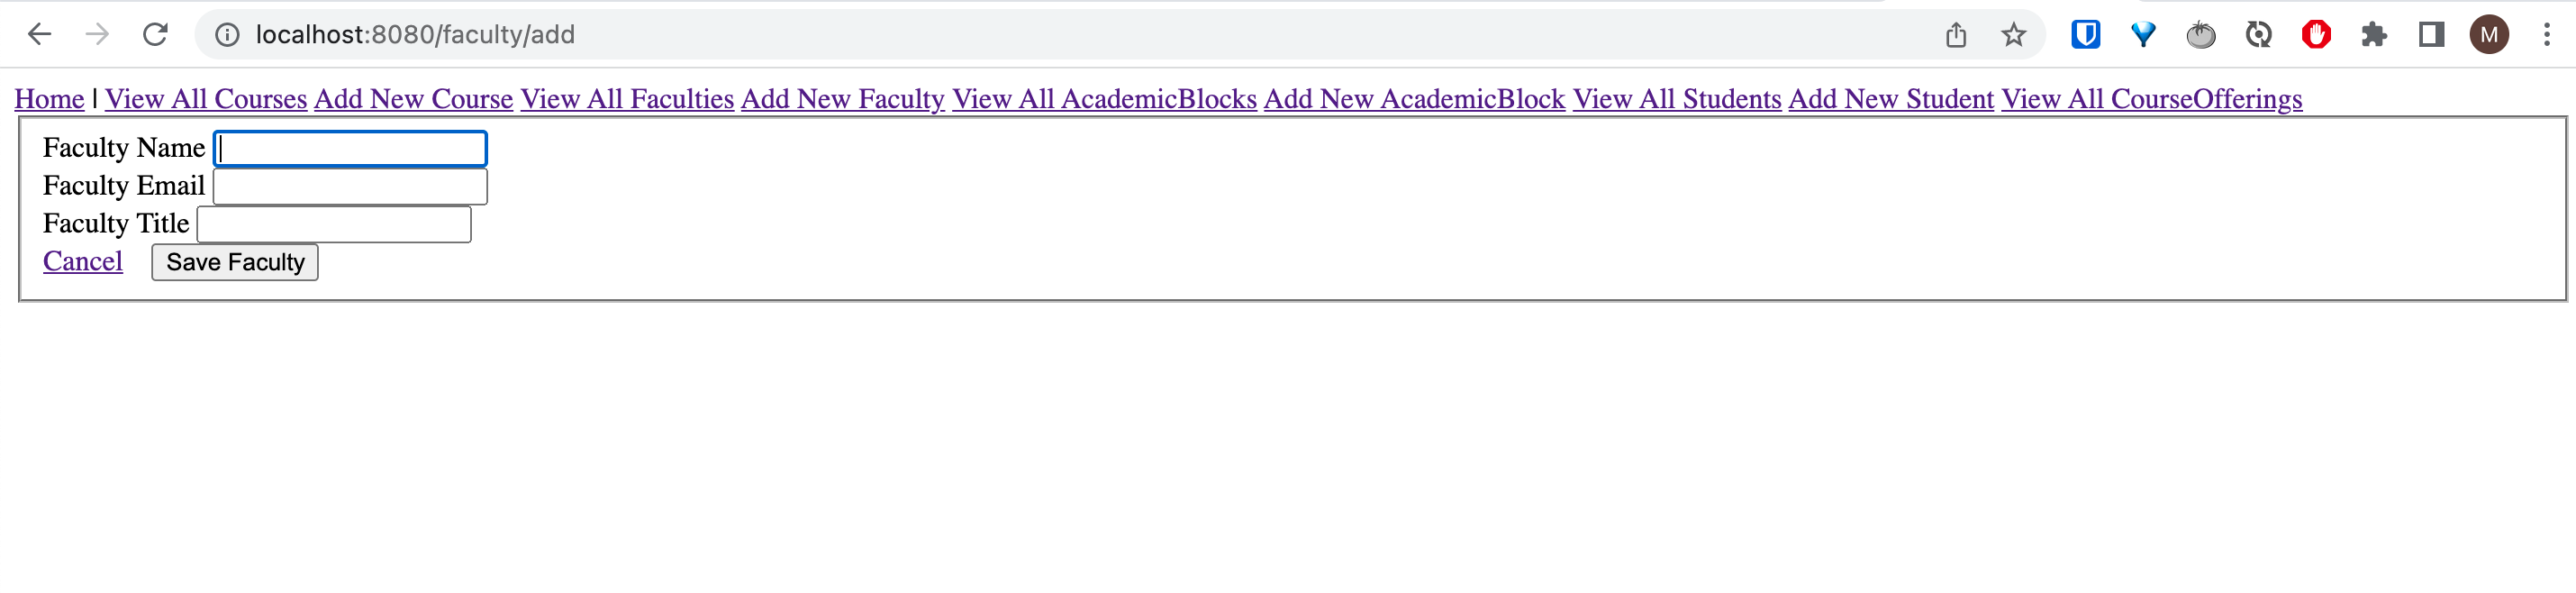 localhost:8080/faculty/add
M
Home | View All Courses Add New Course View All Faculties Add New Faculty View All AcademicBlocks Add New AcademicBlock View All Students Add New Student View All CourseOfferings
Faculty Name
Faculty Email
Faculty Title
Cancel Save Faculty